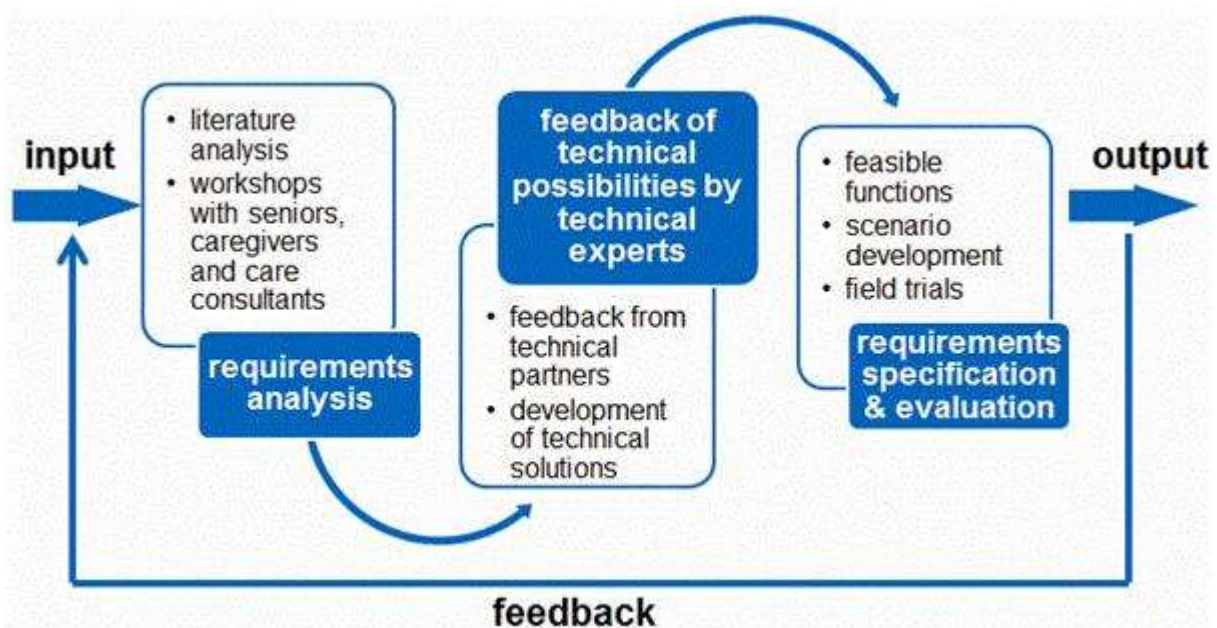 input
• literature
analysis
• workshops
with seniors,
caregivers
and care
consultants
requirements
analysis
feedback of
technical
possibilities by
technical
experts
• feedback from
technical
partners
• development
of technical
solutions
• feasible
functions
• scenario
development
• field trials
requirements
specification
& evaluation
output
feedback